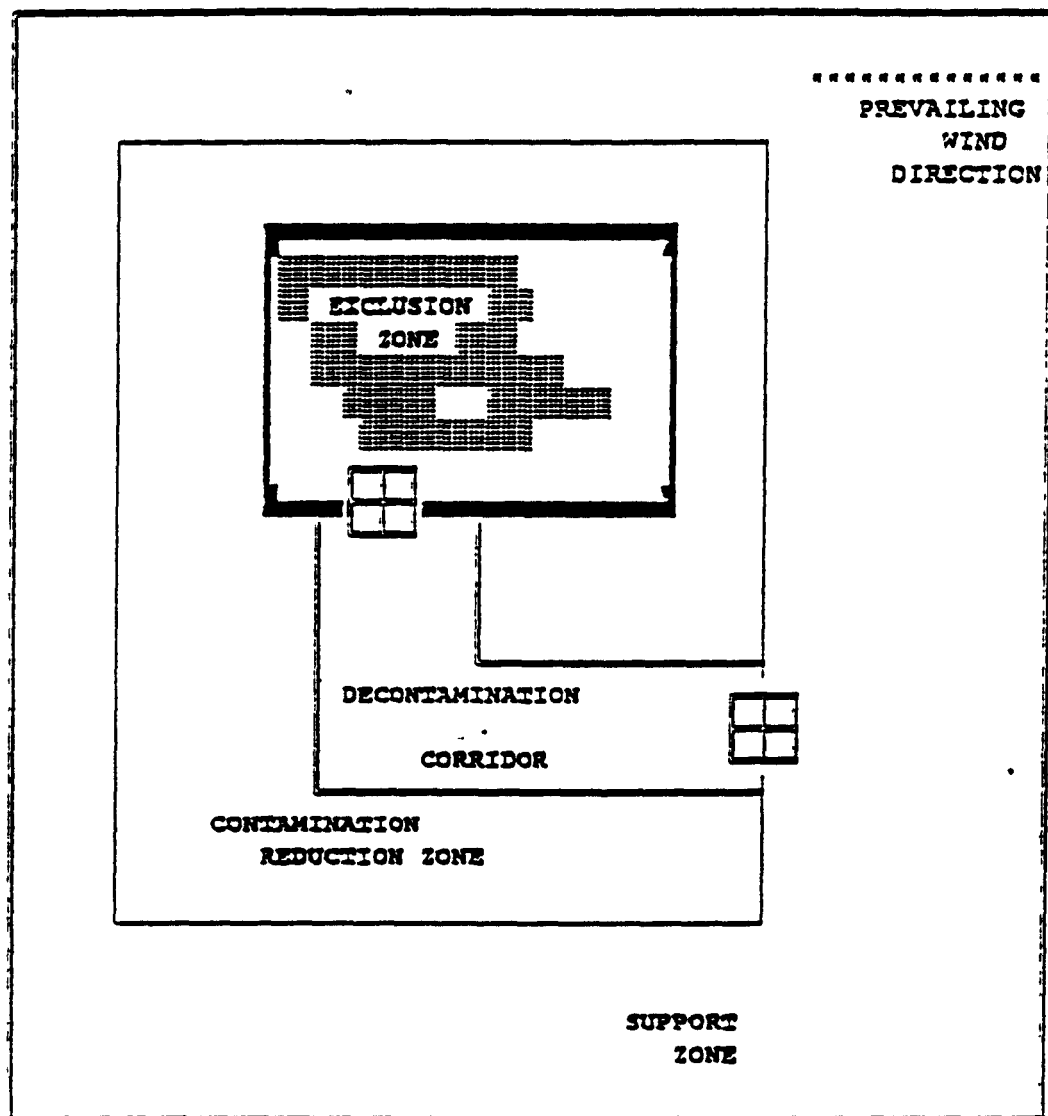 PREVAILING
WIND
DIRECTION
EXCLUSION
ZONE
DECONTAMINATION
CORRIDOR
CONTAMINATION
REDUCTION ZONE
SUPPORT
ZONE